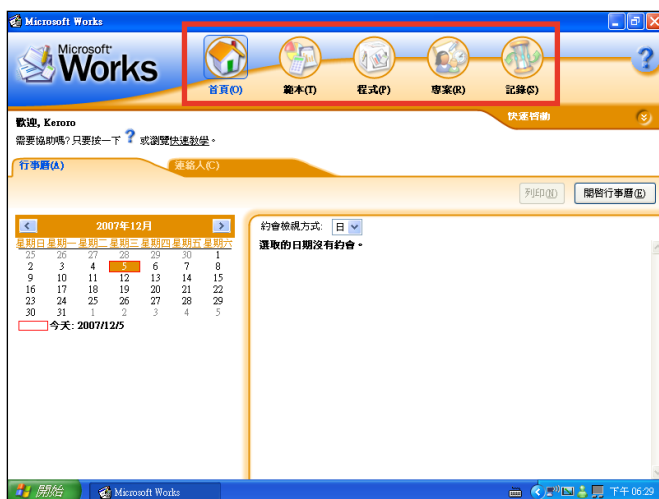 Microsoft Works
Microsoft®
Works
首頁(O) 範本(T) 程式(P) 專案(R) 記錄(S)
?
歡迎, Keroro
快速啓動
需要協助嗎? 只要按一下 ? 或瀏覽快速教學。
行事曆(A) 連絡人(C)
列印(N) 開啓行事曆(E)
2007年12月
約會檢視方式: 日
星期日 星期一 星期二 星期三 星期四 星期五 星期六
選取的日期沒有約會。
25 26 27 28 29 30 1
2 3 4 5 6 7 8
9 10 11 12 13 14 15
16 17 18 19 20 21 22
23 24 25 26 27 28 29
30 31 1 2 3 4 5
今天: 2007/12/5
開始 Microsoft Works 下午 06:29